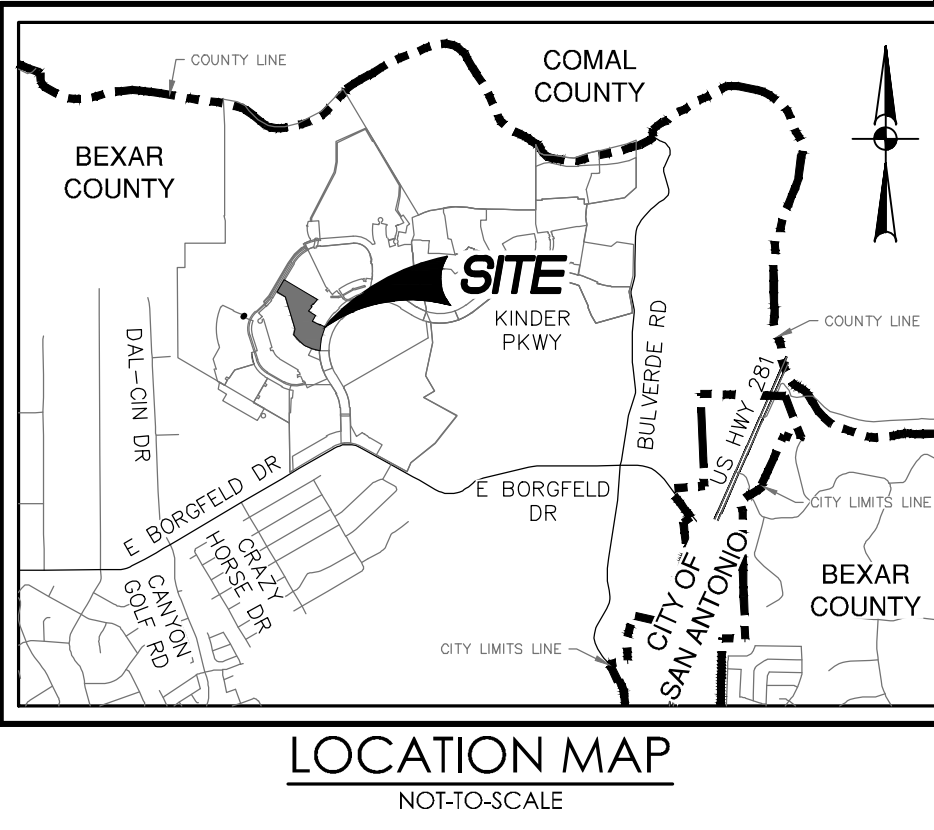 COUNTY LINE
COMAL
COUNTY
BEXAR
COUNTY
SITE
KINDER
PKWY
COUNTY LINE
DAL-CIN DR
BULVERDE RD
US HWY 281
E BORGFELD DR
E BORGFELD
DR
CITY LIMITS LINE
CRAZY
HORSE DR
CANYON
GOLF RD
CITY OF
SAN ANTONIO
BEXAR
COUNTY
CITY LIMITS LINE
LOCATION MAP
NOT-TO-SCALE